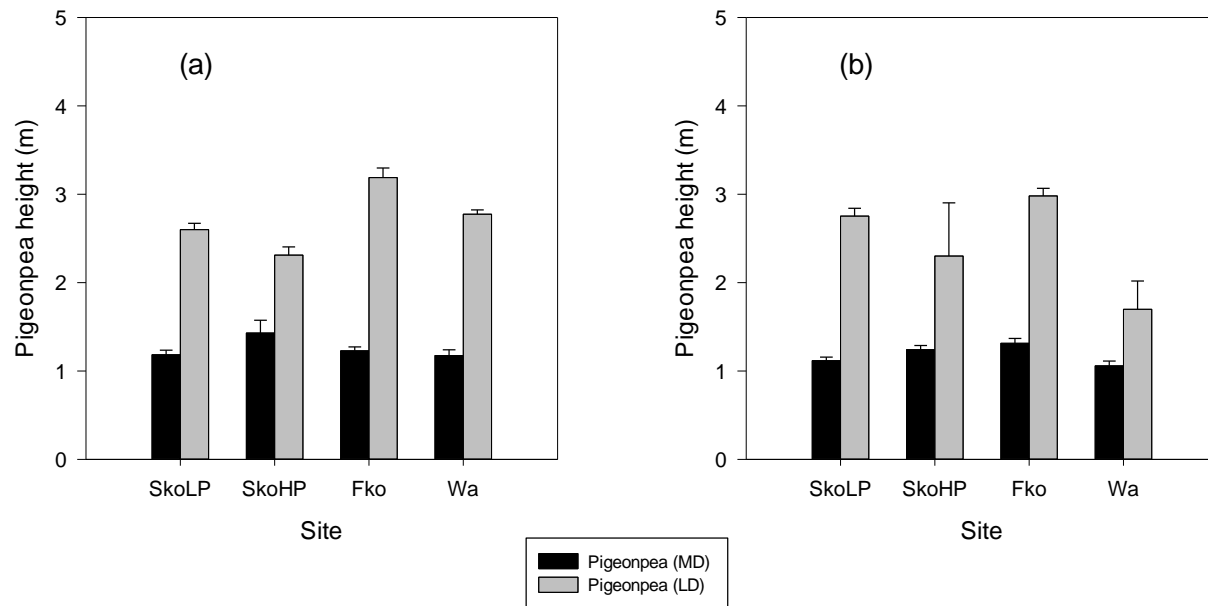 (a)
Pigeonpea height (m)
5
4
3
2
1
0
SkoLP SkoHP Fko Wa
Site
(b)
Pigeonpea height (m)
5
4
3
2
1
0
SkoLP SkoHP Fko Wa
Site
Pigeonpea (MD)
Pigeonpea (LD)